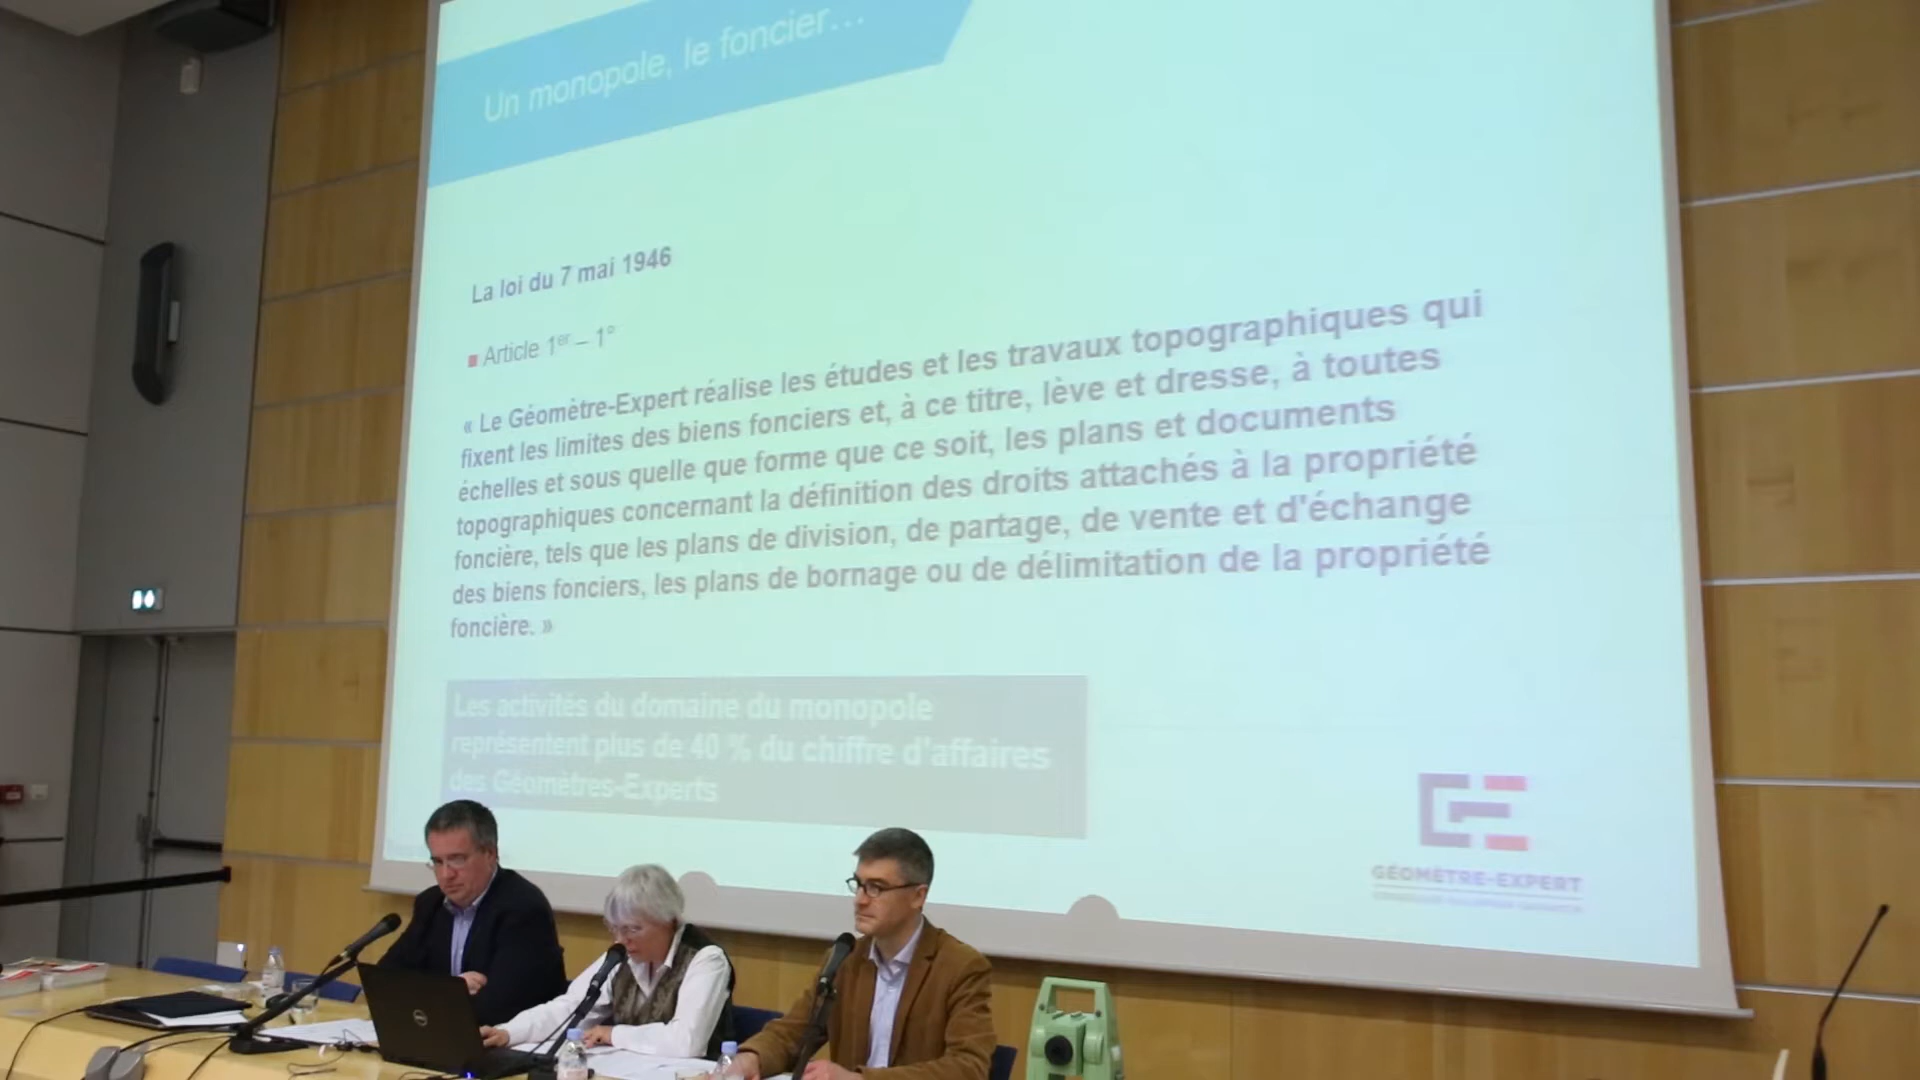 Un monopole, le foncier...
La loi du 7 mai 1946
Article 1er – 1°
« Le Géomètre-Expert réalise les études et les travaux topographiques qui
fixent les limites des biens fonciers et, à ce titre, lève et dresse, à toutes
échelles et sous quelle que forme que ce soit, les plans et documents
topographiques concernant la définition des droits attachés à la propriété
foncière, tels que les plans de division, de partage, de vente et d'échange
des biens fonciers, les plans de bornage ou de délimitation de la propriété
foncière. »
Les activités du domaine du monopole
représentent plus de 40 % du chiffre d'affaires
des Géomètres-Experts
GÉOMÈTRE-EXPERT
DELL